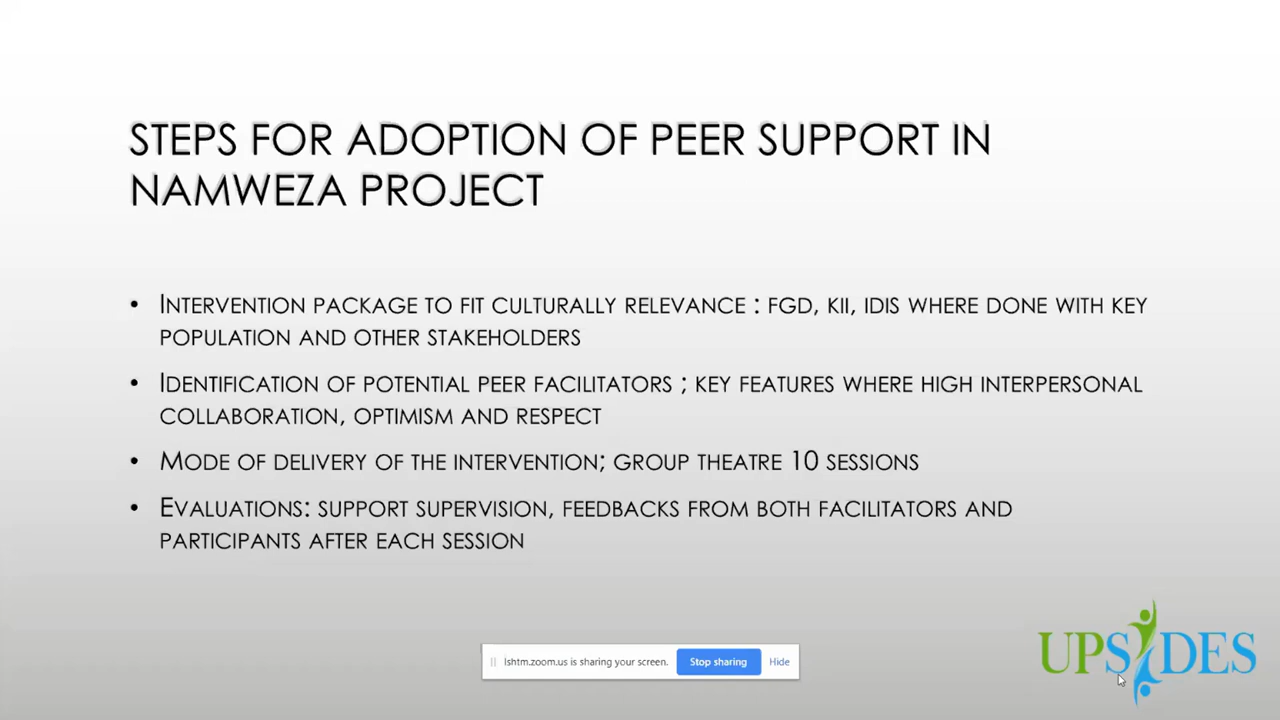 STEPS FOR ADOPTION OF PEER SUPPORT IN
NAMWEZA PROJECT
• INTERVENTION PACKAGE TO FIT CULTURALLY RELEVANCE : FGD, KII, IDIS WHERE DONE WITH KEY
POPULATION AND OTHER STAKEHOLDERS
• IDENTIFICATION OF POTENTIAL PEER FACILITATORS ; KEY FEATURES WHERE HIGH INTERPERSONAL
COLLABORATION, OPTIMISM AND RESPECT
• MODE OF DELIVERY OF THE INTERVENTION; GROUP THEATRE 10 SESSIONS
• EVALUATIONS: SUPPORT SUPERVISION, FEEDBACKS FROM BOTH FACILITATORS AND
PARTICIPANTS AFTER EACH SESSION
lshtm.zoom.us is sharing your screen. Stop sharing Hide
UPSIDES